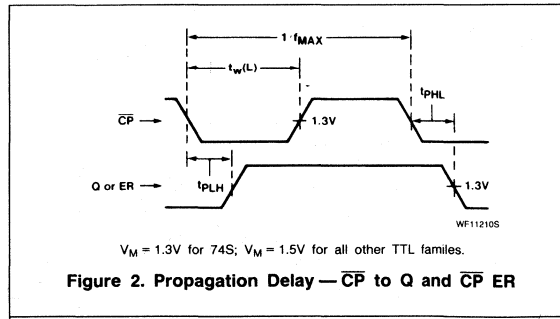 1/fMAX
tw(L)
tPHL
CP
1.3V
tPLH
Q or ER
1.3V
WF11210S
VM = 1.3V for 74S; VM = 1.5V for all other TTL familes.
Figure 2. Propagation Delay — CP to Q and CP ER